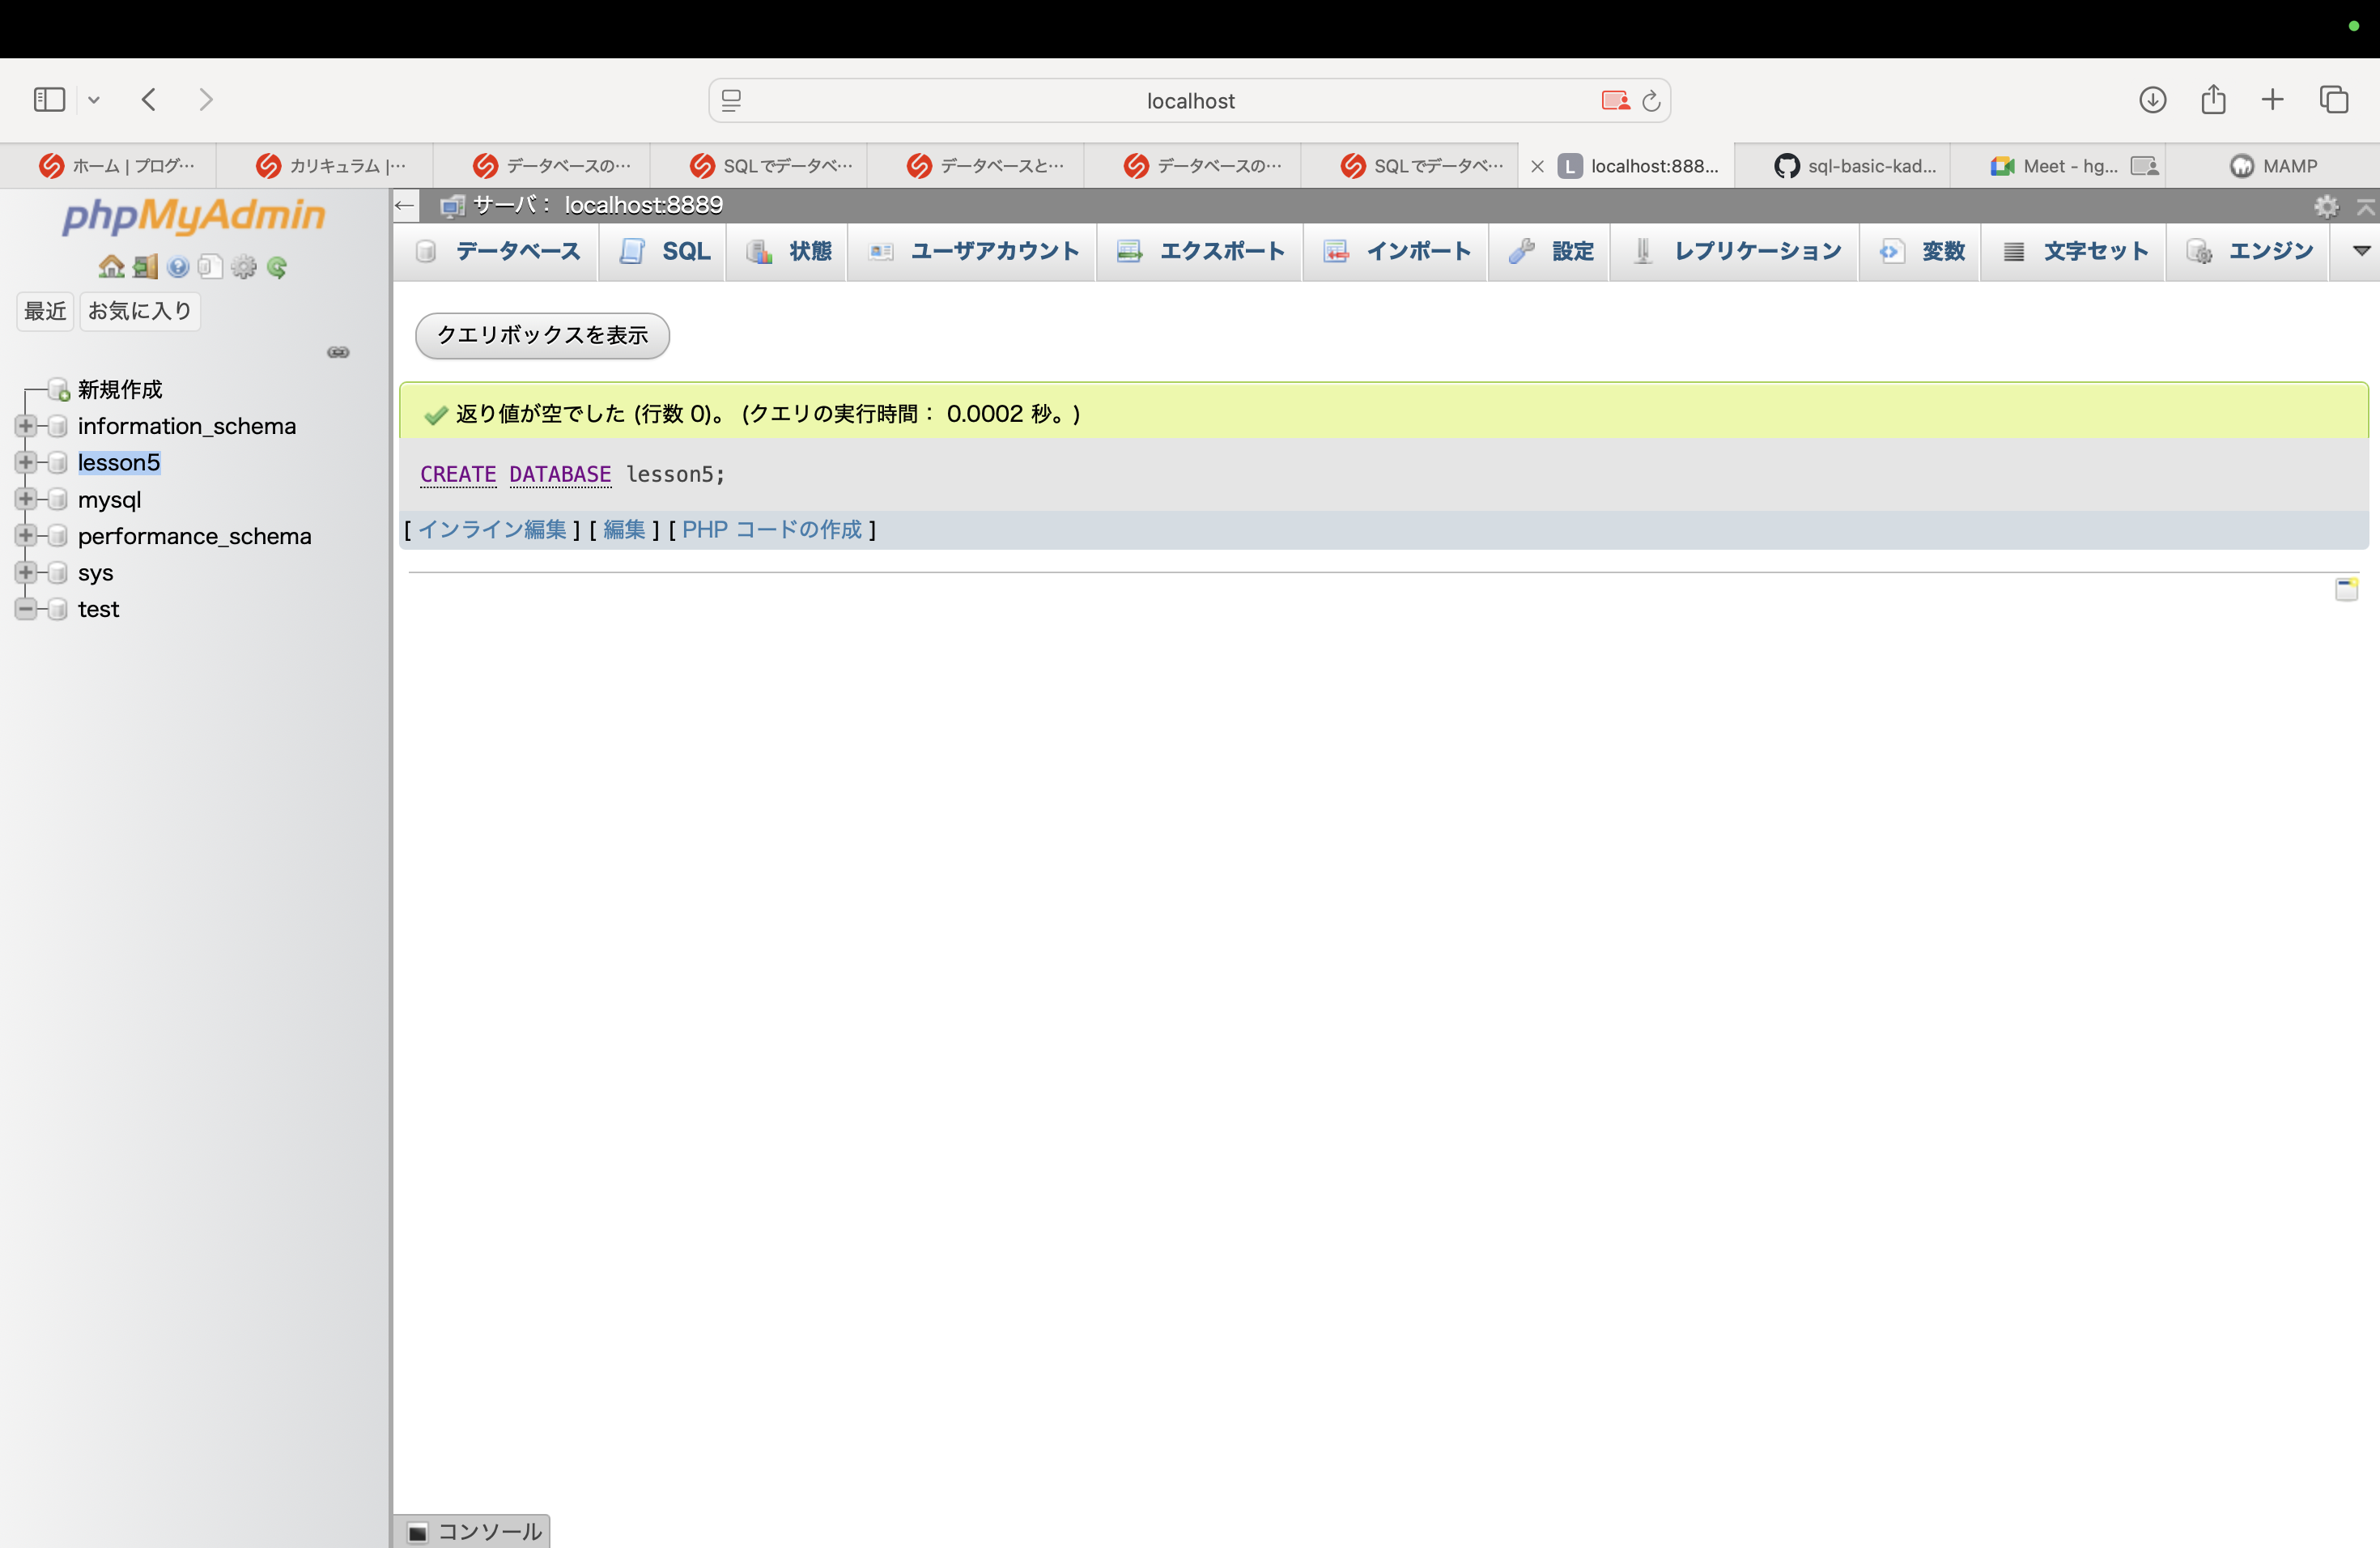 localhost
ホーム | プログ…
カリキュラム |…
データベースの…
SQLでデータベ…
データベースと…
データベースの…
SQLでデータベ…
L localhost:888...
sql-basic-kad...
Meet - hg...
MAMP
phpMyAdmin
最近 お気に入り
新規作成
information_schema
lesson5
mysql
performance_schema
sys
test
サーバ: localhost:8889
データベース SQL 状態 ユーザアカウント エクスポート インポート 設定 レプリケーション 変数 文字セット エンジン
クエリボックスを表示
返り値が空でした (行数 0)。 (クエリの実行時間: 0.0002 秒。)
CREATE DATABASE lesson5;
[ インライン編集 ] [ 編集 ] [ PHP コードの作成 ]
コンソール